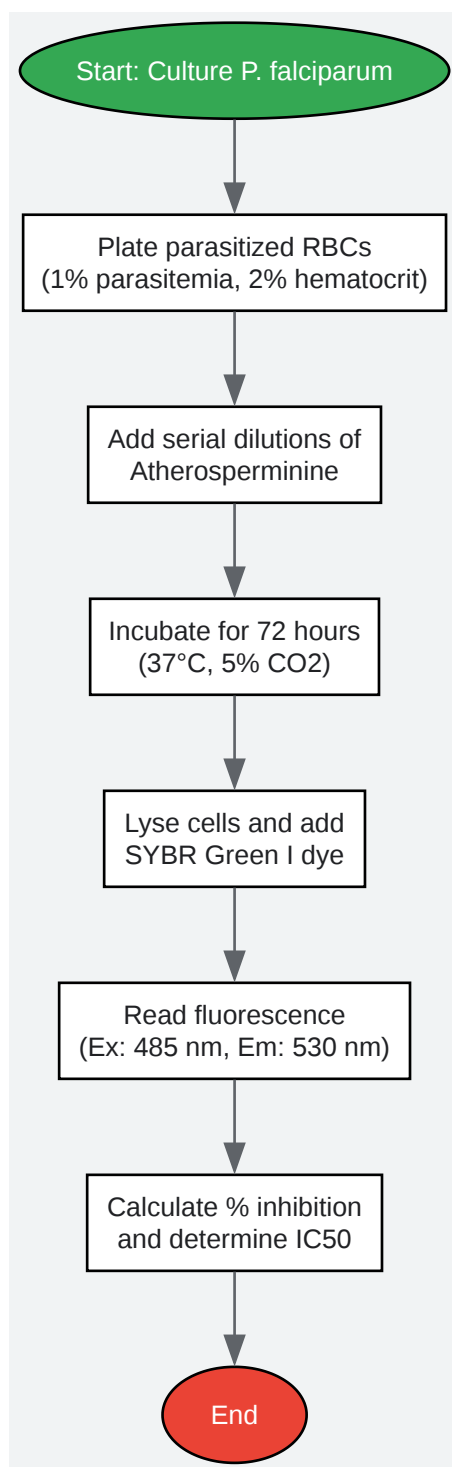 Start: Culture P. falciparum
Plate parasitized RBCs
(1% parasitemia, 2% hematocrit)
Add serial dilutions of
Atherosperminine
Incubate for 72 hours
(37°C, 5% CO2)
Lyse cells and add
SYBR Green I dye
Read fluorescence
(Ex: 485 nm, Em: 530 nm)
Calculate % inhibition
and determine IC50
End